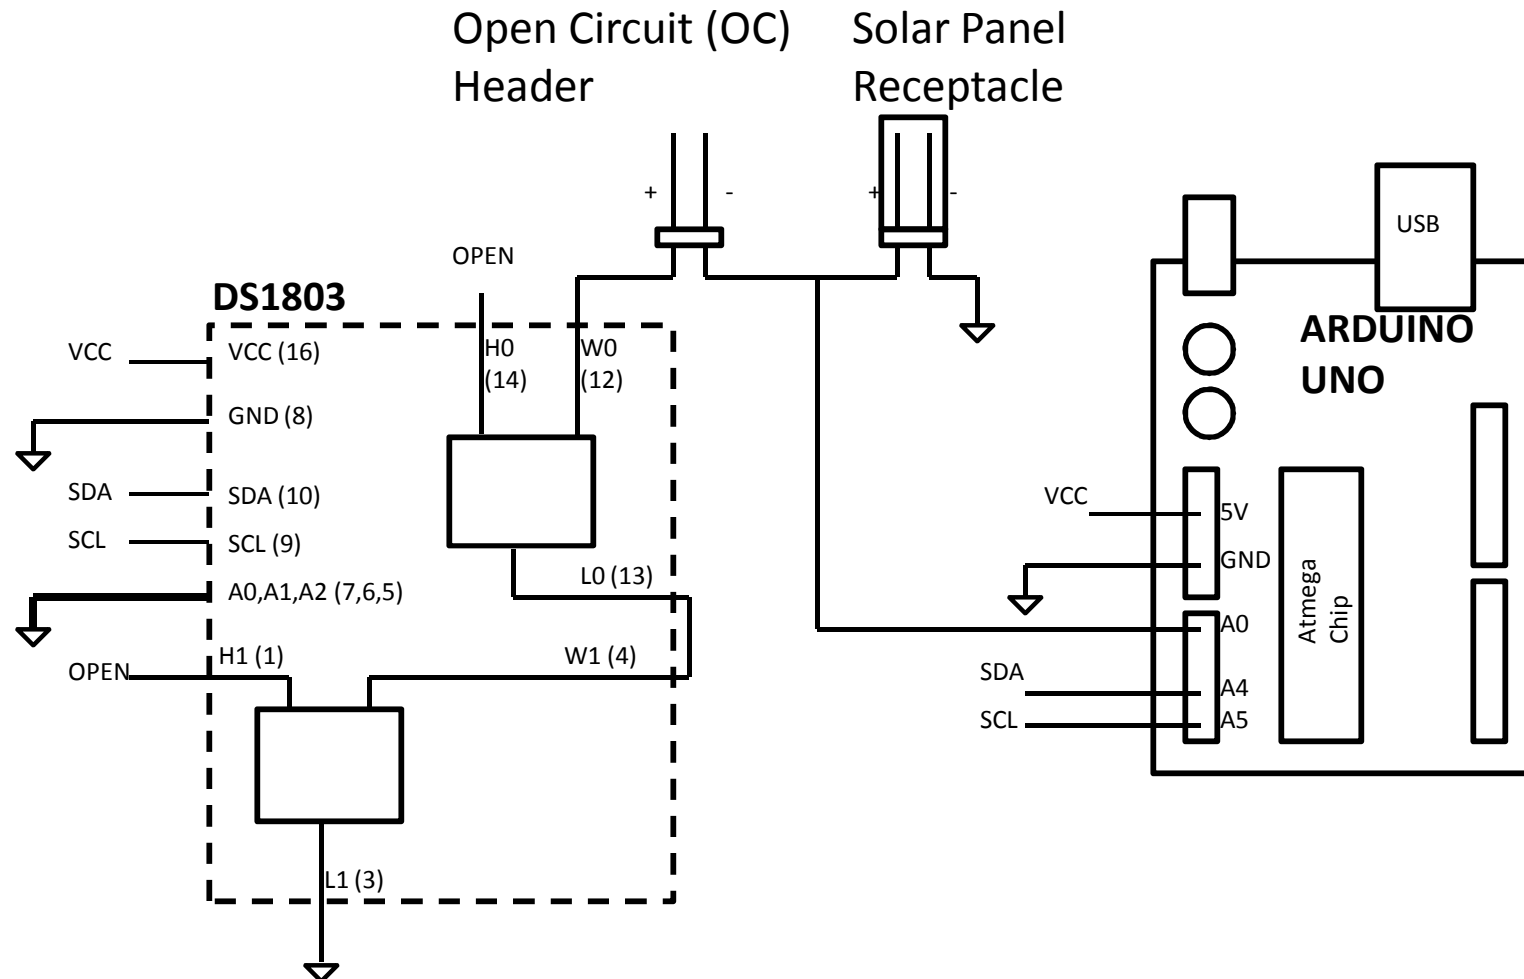 Open Circuit (OC)
Header
Solar Panel
Receptacle
+ -
+ -
USB
OPEN
DS1803
ARDUINO
UNO
VCC
VCC (16)
H0
(14)
W0
(12)
GND (8)
SDA
SDA (10)
SCL
SCL (9)
A0,A1,A2 (7,6,5)
L0 (13)
OPEN
H1 (1)
W1 (4)
L1 (3)
VCC
5V
GND
A0
SDA
A4
SCL
A5
Atmega
Chip